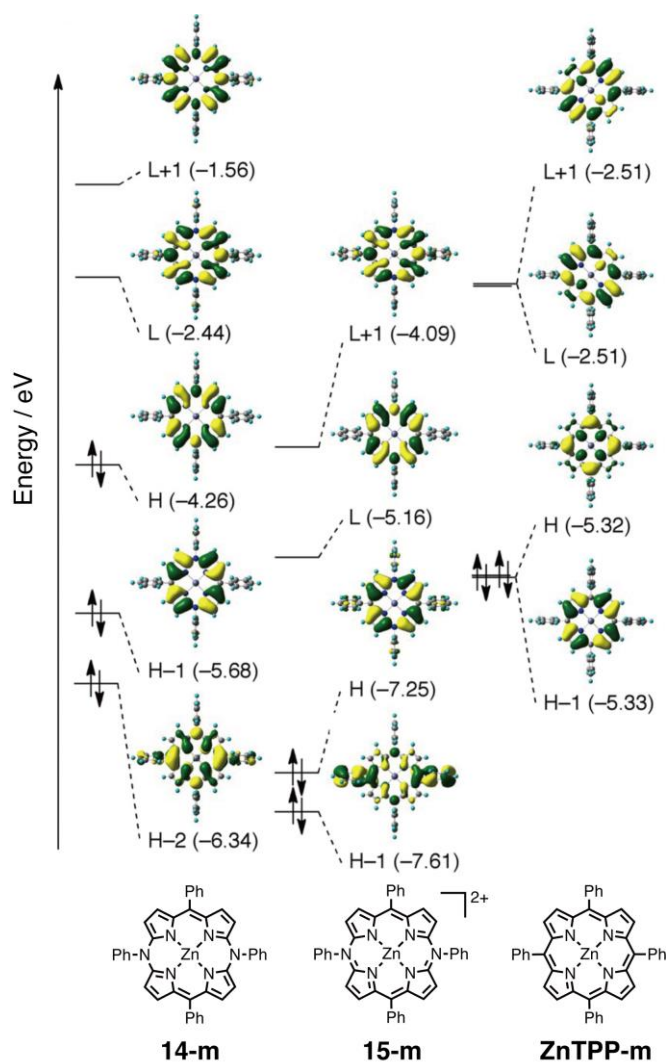 Energy / eV
L+1 (–1.56)
L (–2.44)
H (–4.26)
H–1 (–5.68)
H–2 (–6.34)
L+1 (–4.09)
L (–5.16)
H (–7.25)
H–1 (–7.61)
L+1 (–2.51)
L (–2.51)
H (–5.32)
H–1 (–5.33)
Ph
N N
Ph-N Zn N-Ph
N N
Ph
14-m
Ph
2+
N N
Ph-N Zn N-Ph
N N
Ph
15-m
Ph
N N
Ph Zn Ph
N N
Ph
ZnTPP-m